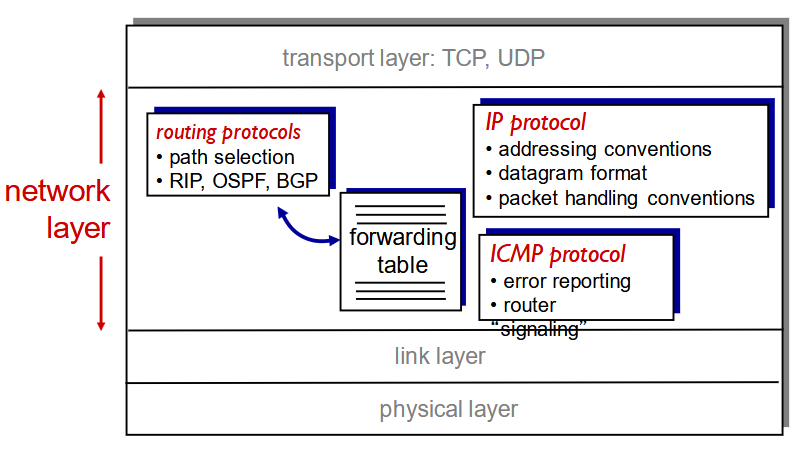 transport layer: TCP, UDP
network
layer
routing protocols
• path selection
• RIP, OSPF, BGP
forwarding
table
IP protocol
• addressing conventions
• datagram format
• packet handling conventions
ICMP protocol
• error reporting
• router
“signaling”
link layer
physical layer